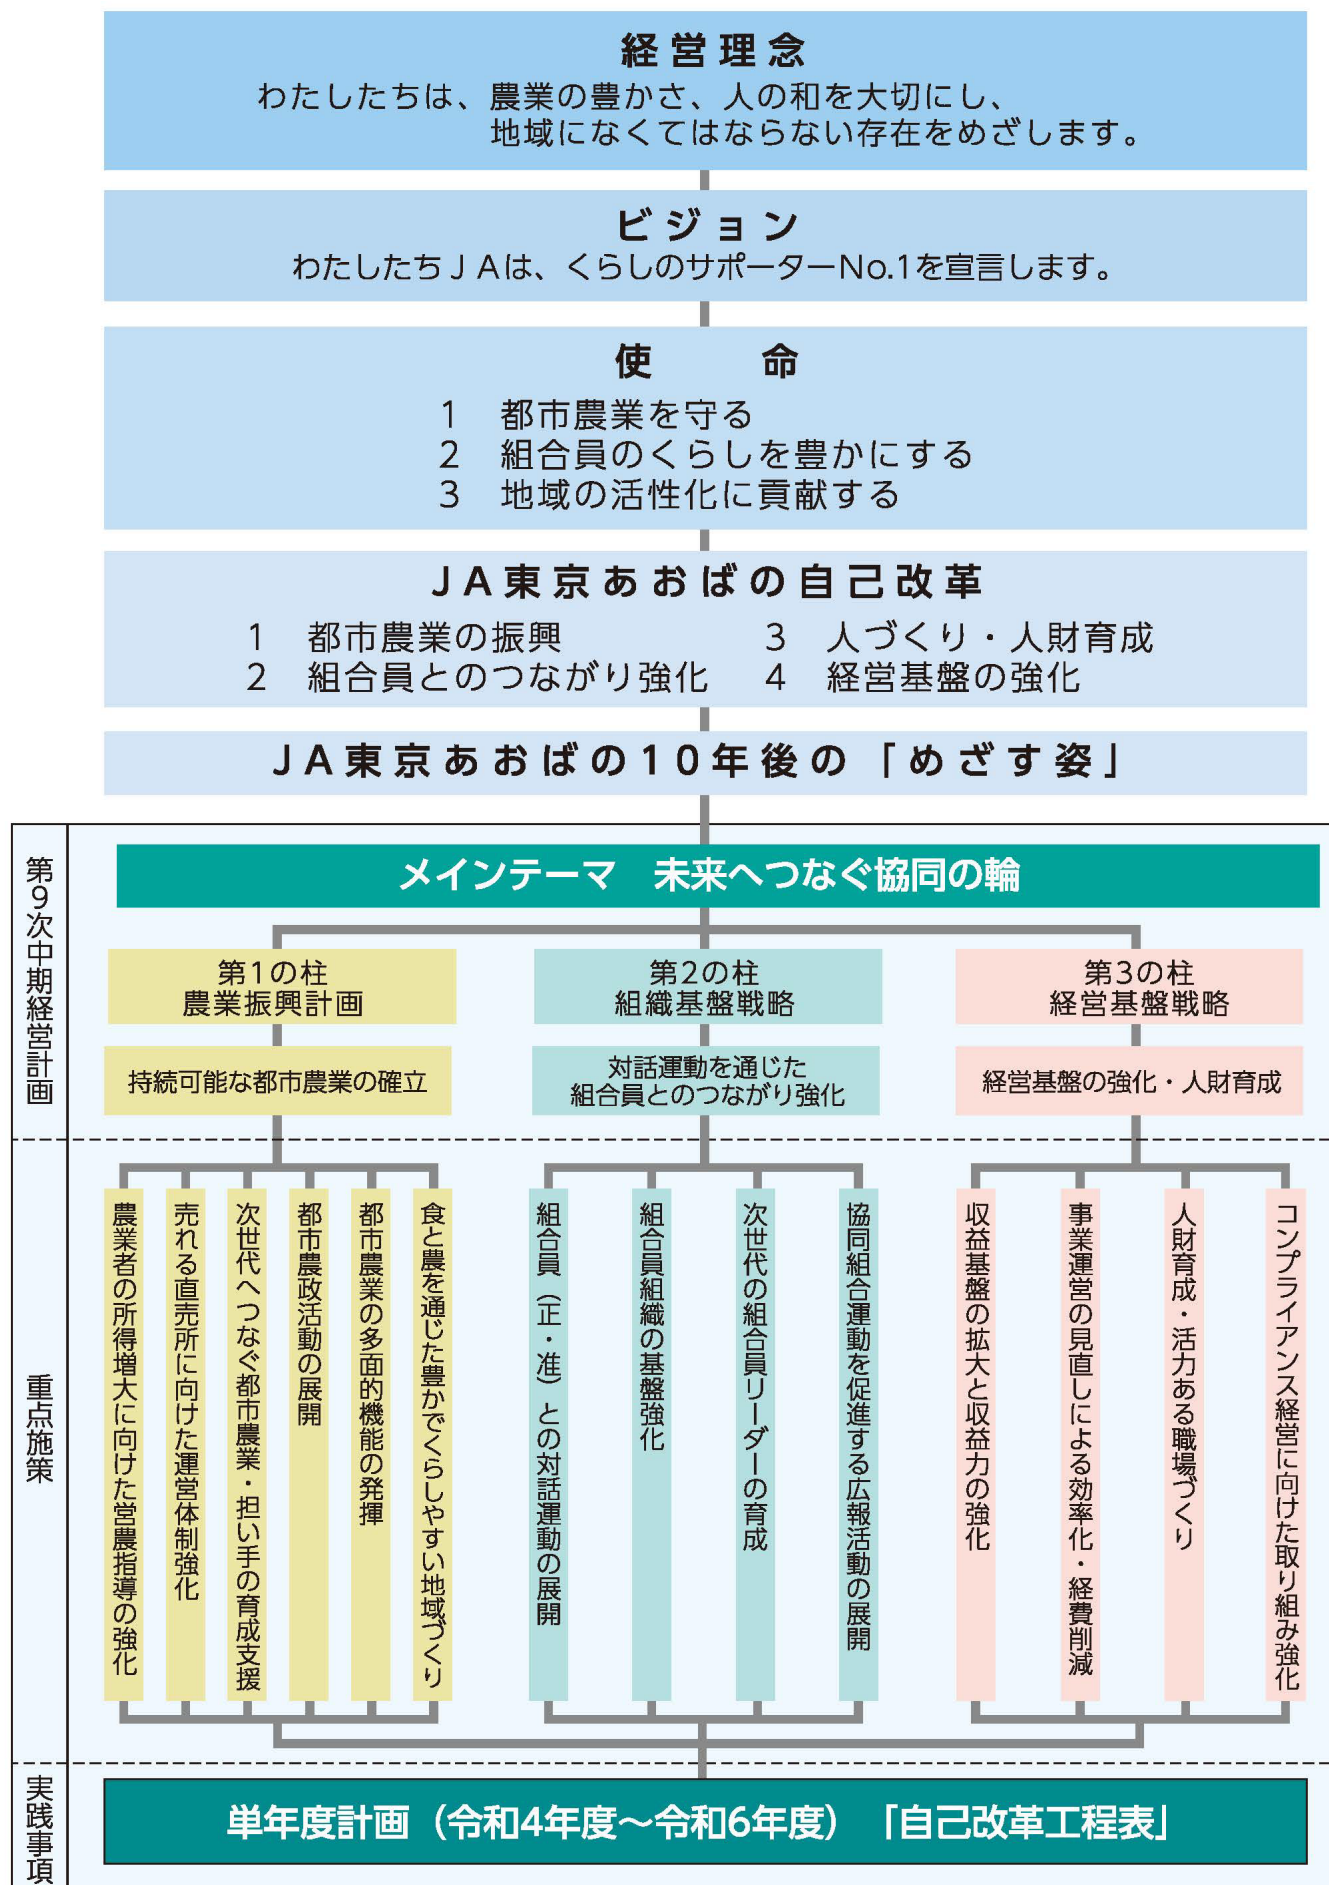 経営理念
わたしたちは、農業の豊かさ、人の和を大切にし、
地域になくてはならない存在をめざします。
ビジョン
わたしたちＪＡは、くらしのサポーターNo.1を宣言します。
使　命
1　都市農業を守る
2　組合員のくらしを豊かにする
3　地域の活性化に貢献する
ＪＡ東京あおばの自己改革
1　都市農業の振興
2　組合員とのつながり強化
3　人づくり・人財育成
4　経営基盤の強化
ＪＡ東京あおばの10年後の「めざす姿」
第9次中期経営計画
メインテーマ　未来へつなぐ協同の輪
第1の柱
農業振興計画
持続可能な都市農業の確立
第2の柱
組織基盤戦略
対話運動を通じた
組合員とのつながり強化
第3の柱
経営基盤戦略
経営基盤の強化・人財育成
重点施策
農業者の所得増大に向けた営農指導の強化
売れる直売所に向けた運営体制強化
次世代へつなぐ都市農業・担い手の育成支援
都市農政活動の展開
都市農業の多面的機能の発揮
食と農を通じた豊かでくらしやすい地域づくり
組合員（正・准）との対話運動の展開
組合員組織の基盤強化
次世代の組合員リーダーの育成
協同組合運動を促進する広報活動の展開
収益基盤の拡大と収益力の強化
事業運営の見直しによる効率化・経費削減
人財育成・活力ある職場づくり
コンプライアンス経営に向けた取り組み強化
実践事項
単年度計画（令和4年度～令和6年度）「自己改革工程表」